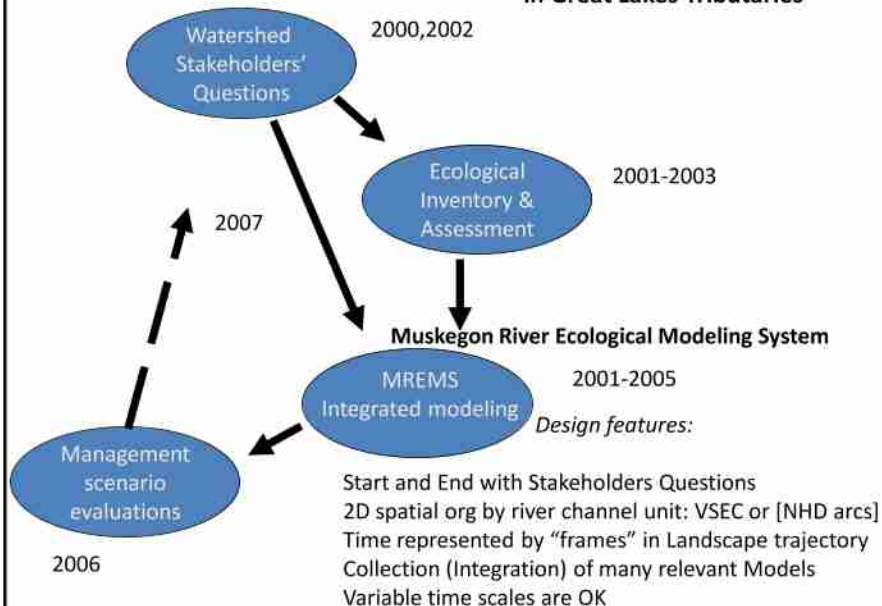 in Great Lakes Tributaries
Watershed
Stakeholders'
Questions
2000,2002
Ecological
Inventory &
Assessment
2001-2003
2007
Muskegon River Ecological Modeling System
MREMS
Integrated modeling
2001-2005
Design features:
Management
scenario
evaluations
2006
Start and End with Stakeholders Questions
2D spatial org by river channel unit: VSEC or [NHD arcs]
Time represented by “frames” in Landscape trajectory
Collection (Integration) of many relevant Models
Variable time scales are OK